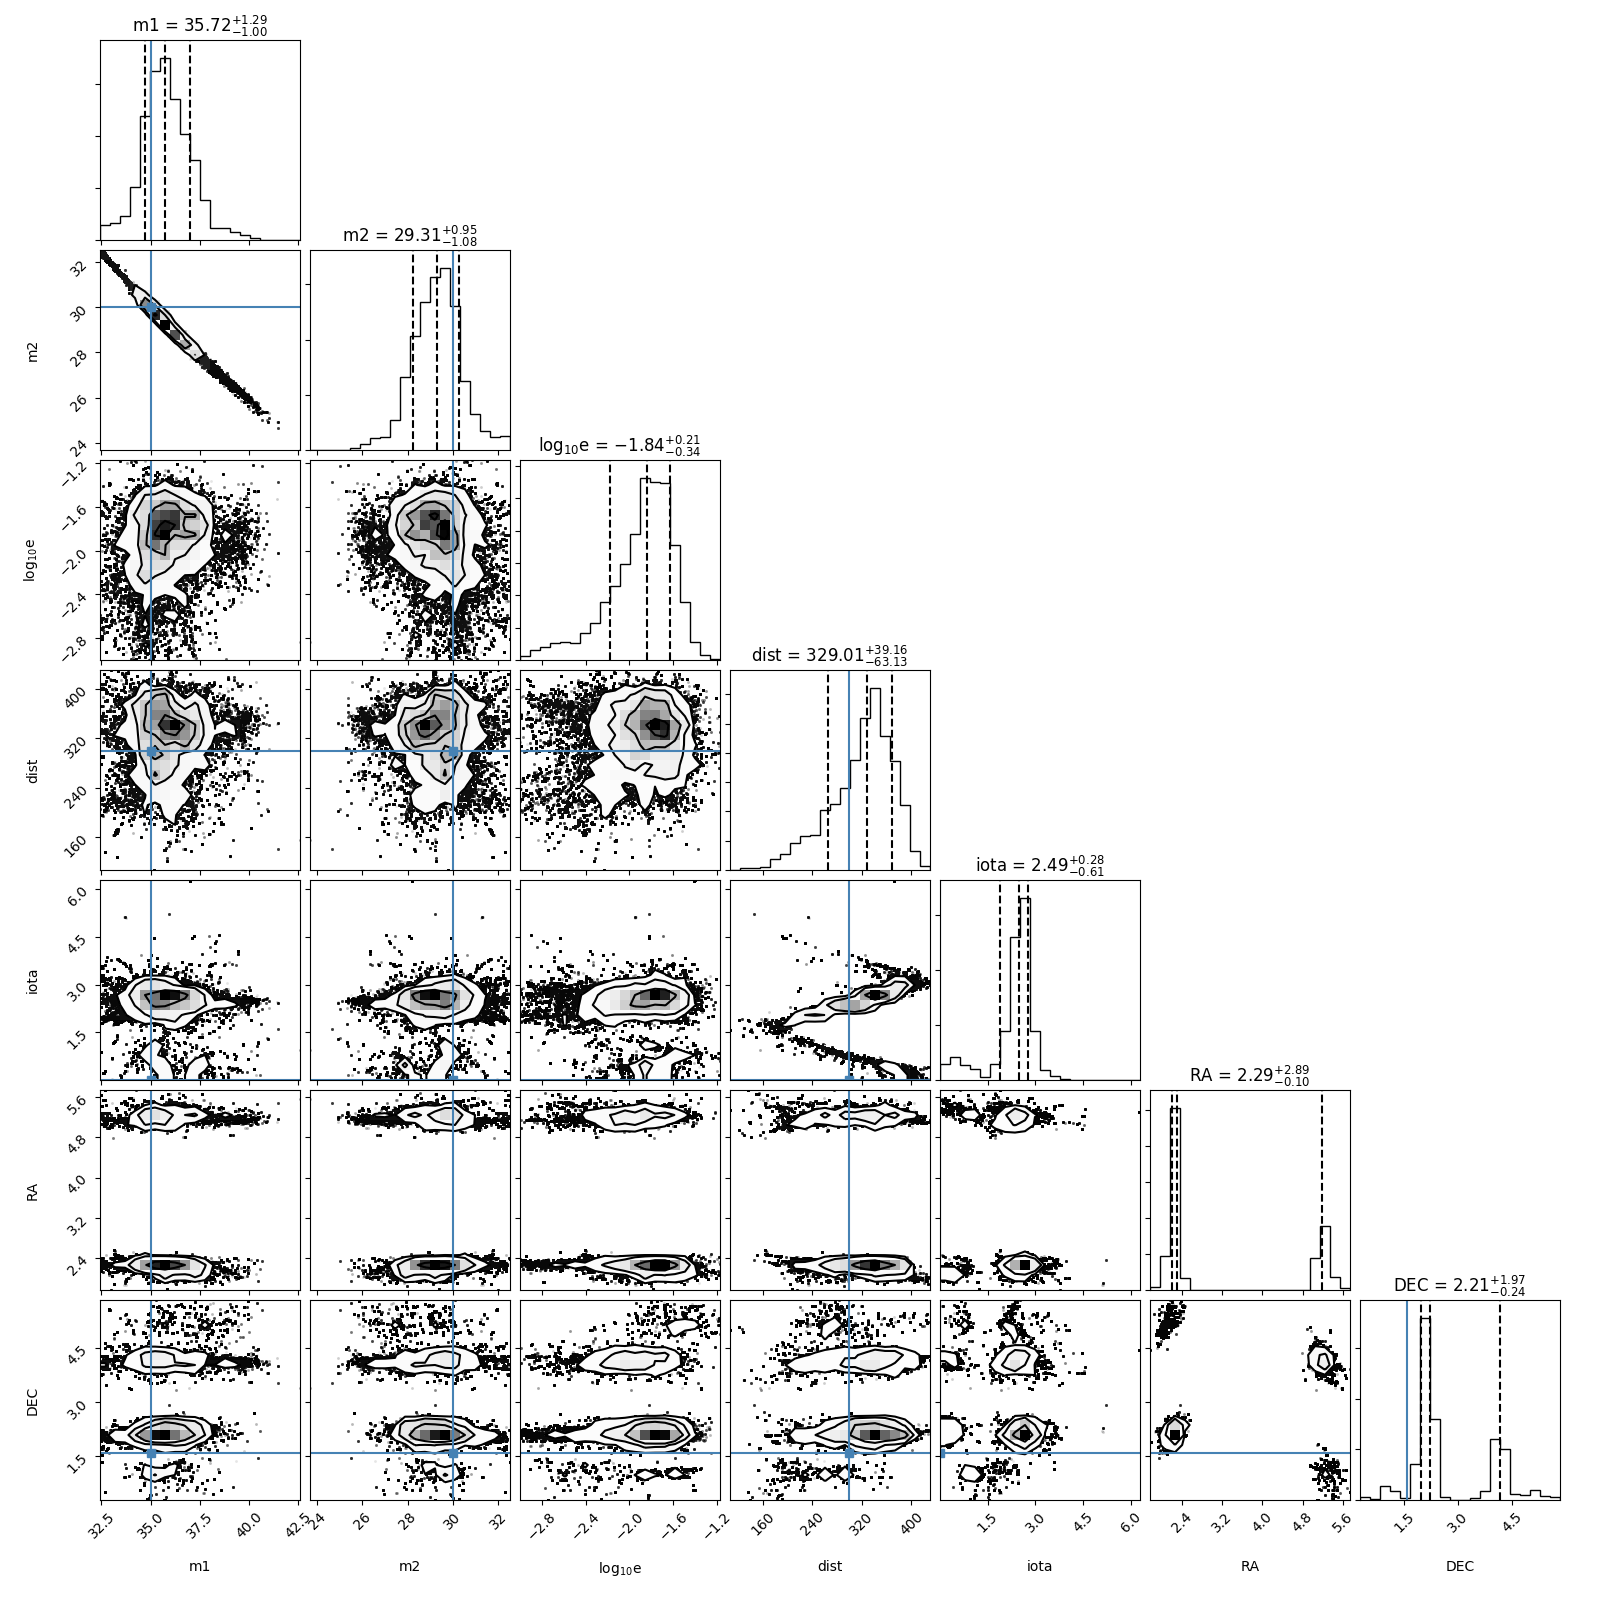 m1 = 35.72+1.29 −1.00
m2 = 29.31+0.95 −1.08
log10e = −1.84+0.21 −0.34
dist = 329.01+39.16 −63.13
iota = 2.49+0.28 −0.61
RA = 2.29+2.89 −0.10
DEC = 2.21+1.97 −0.24
m2
32
30
28
26
24
log10e
−1.2
−1.6
−2.0
−2.4
−2.8
dist
400
320
240
160
iota
6.0
4.5
3.0
1.5
RA
5.6
4.8
4.0
3.2
2.4
DEC
4.5
3.0
1.5
32.5 35.0 37.5 40.0 42.5
24 26 28 30 32
−2.8 −2.4 −2.0 −1.6 −1.2
160 240 320 400
1.5 3.0 4.5 6.0
2.4 3.2 4.0 4.8 5.6
1.5 3.0 4.5
m1 m2 log10e dist iota RA DEC